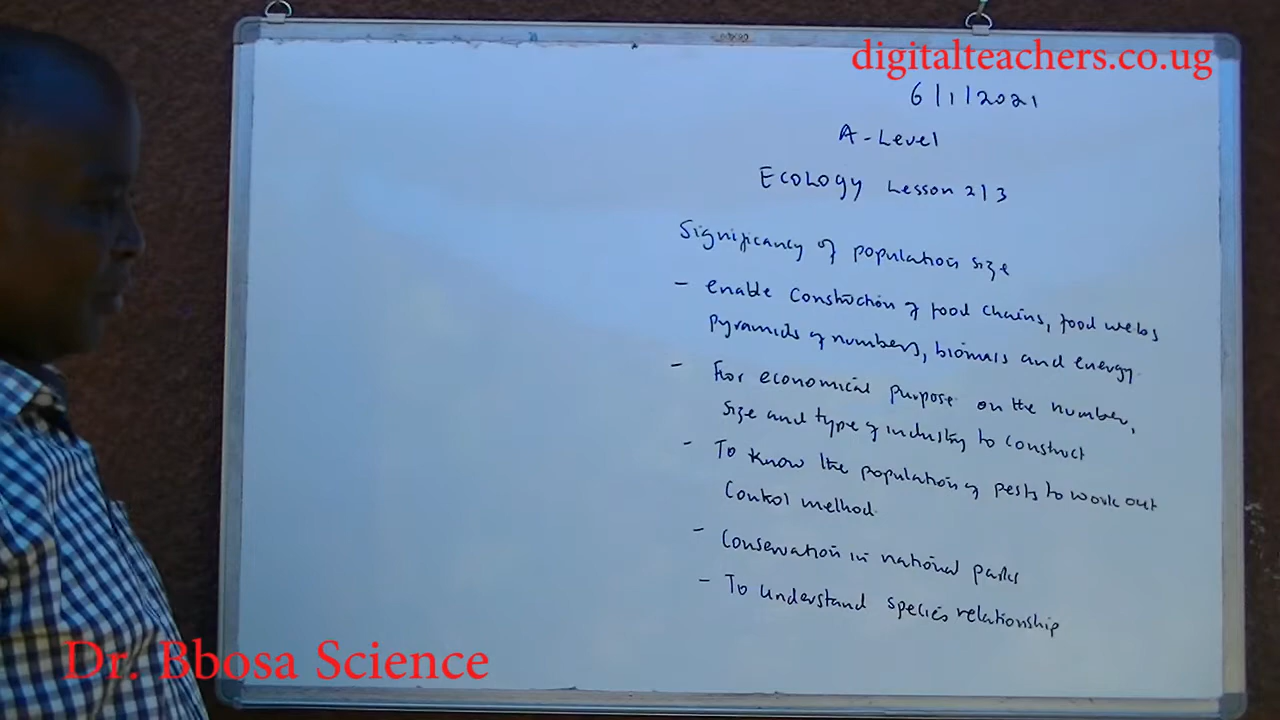 digitalteachers.co.ug
6/1/2021
A-Level
Ecology Lesson 2/3
Significancy of population size
- enable construction of food chains, food webs
pyramids of numbers, biomass and energy.
- For economical purpose on the number,
size and type of industry to construct
- To know the population of pests to work out
Control method
- Conservation in national parks
- To understand species relationship
Dr. Bbosa Science